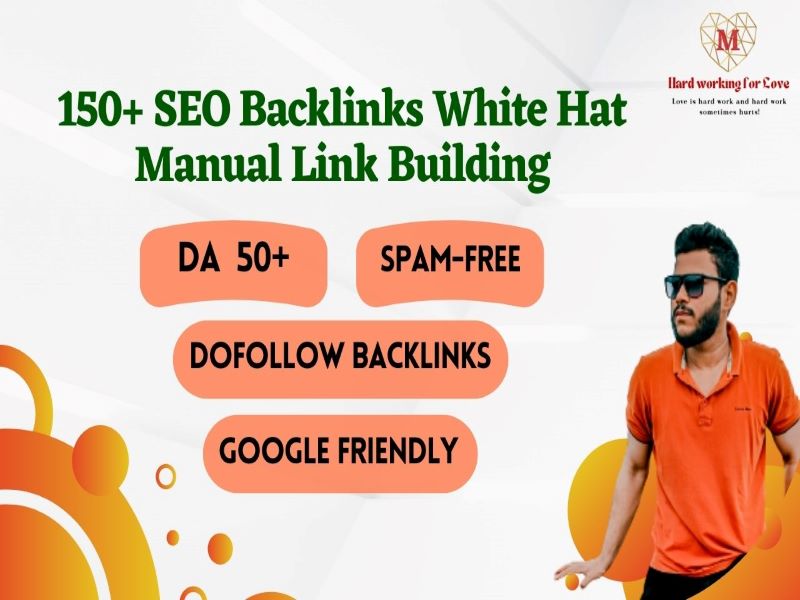 M
Hard working for Love
Love is hard work and hard work
sometimes hurts!
150+ SEO Backlinks White Hat
Manual Link Building
DA 50+
SPAM-FREE
DOFOLLOW BACKLINKS
GOOGLE FRIENDLY